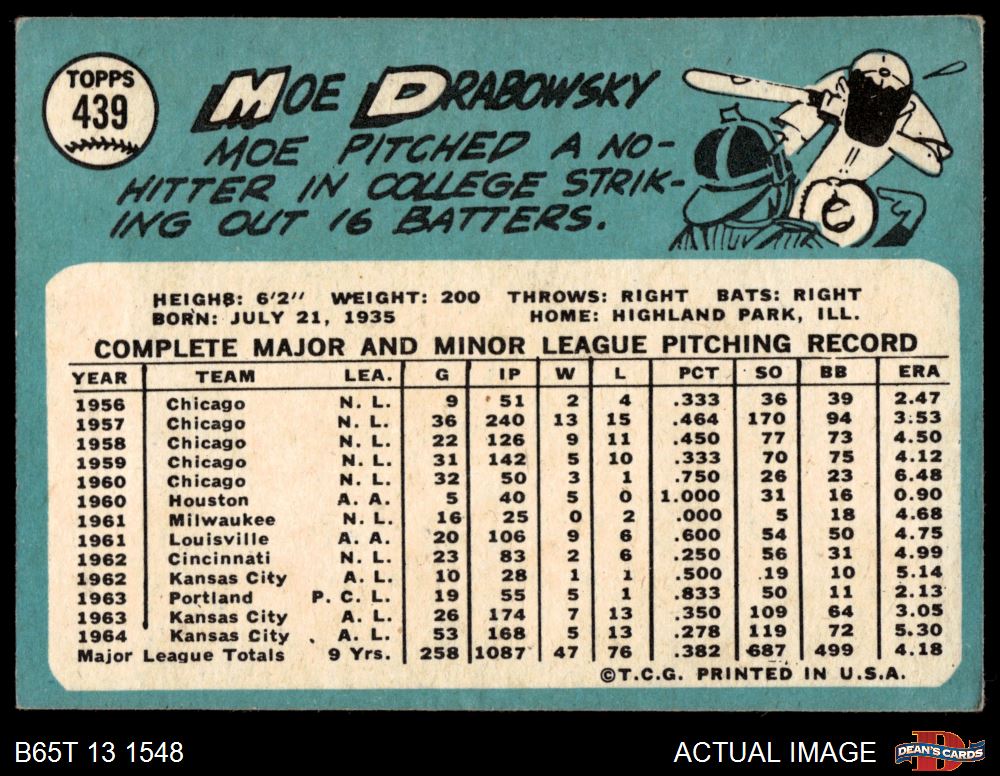 TOPPS
439
MOE DRABOWSKY
MOE PITCHED A NO-
HITTER IN COLLEGE STRIK-
ING OUT 16 BATTERS.
HEIGH8: 6'2" WEIGHT: 200 THROWS: RIGHT BATS: RIGHT
BORN: JULY 21, 1935 HOME: HIGHLAND PARK, ILL.
COMPLETE MAJOR AND MINOR LEAGUE PITCHING RECORD
YEAR TEAM LEA. G IP W L PCT SO BB ERA
1956 Chicago N. L. 9 51 2 4 .333 36 39 2.47
1957 Chicago N. L. 36 240 13 15 .464 170 94 3.53
1958 Chicago N. L. 22 126 9 11 .450 77 73 4.50
1959 Chicago N. L. 31 142 5 10 .333 70 75 4.12
1960 Chicago N. L. 32 50 3 1 .750 26 23 6.48
1960 Houston A. A. 5 40 5 0 1.000 31 16 0.90
1961 Milwaukee N. L. 16 25 0 2 .000 5 18 4.68
1961 Louisville A. A. 20 106 9 6 .600 54 50 4.75
1962 Cincinnati N. L. 23 83 2 6 .250 56 31 4.99
1962 Kansas City A. L. 10 28 1 1 .500 19 10 5.14
1963 Portland P. C. L. 19 55 5 1 .833 50 11 2.13
1963 Kansas City A. L. 26 174 7 13 .350 109 64 3.05
1964 Kansas City A. L. 53 168 5 13 .278 119 72 5.30
Major League Totals 9 Yrs. 258 1087 47 76 .382 687 499 4.18
©T.C.G. PRINTED IN U.S.A.
B65T 13 1548 ACTUAL IMAGE DEAN'S CARDS